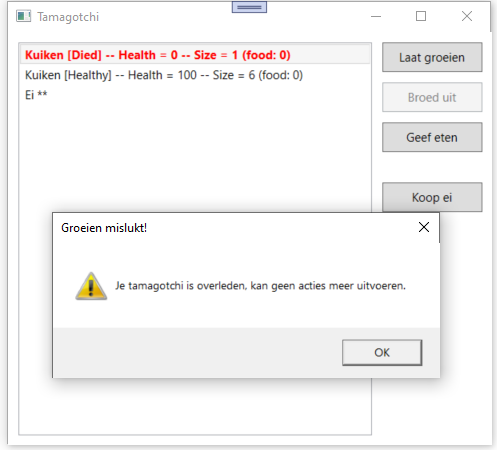 Tamagotchi
Kuiken [Died] -- Health = 0 -- Size = 1 (food: 0)
Kuiken [Healthy] -- Health = 100 -- Size = 6 (food: 0)
Ei **
Laat groeien
Broed uit
Geef eten
Koop ei
Groeien mislukt!
Je tamagotchi is overleden, kan geen acties meer uitvoeren.
OK